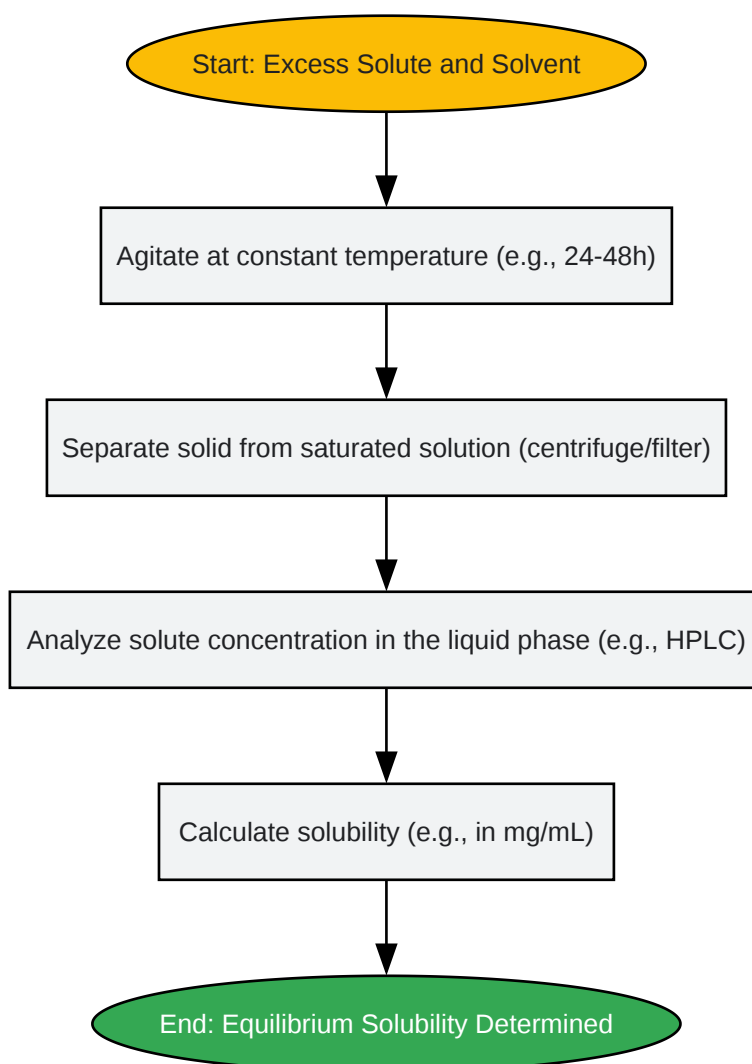 Start: Excess Solute and Solvent
Agitate at constant temperature (e.g., 24-48h)
Separate solid from saturated solution (centrifuge/filter)
Analyze solute concentration in the liquid phase (e.g., HPLC)
Calculate solubility (e.g., in mg/mL)
End: Equilibrium Solubility Determined